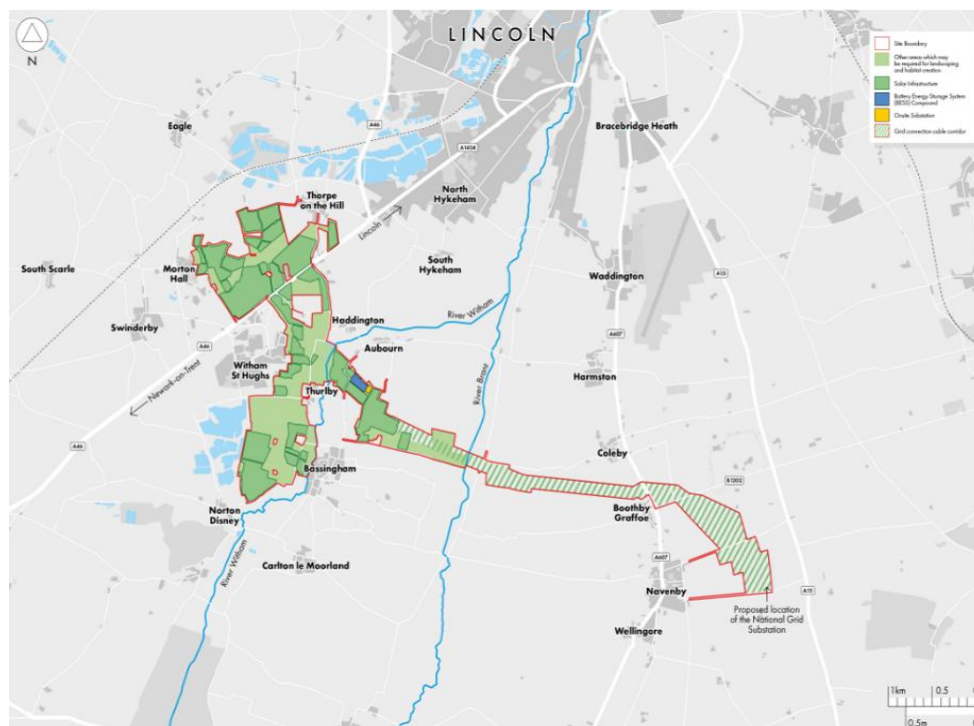 LINCOLN
N
Site Boundary
Other areas which may
be required for landscaping
and habitat creation
Solar Infrastructure
Battery Energy Storage System
(BESS) Compound
Onsite Substation
Grid connection cable corridor
Eagle
A46
Bracebridge Heath
A1434
Thorpe
on the Hill
North
Hykeham
Lincoln
South Scarle
Morton
Hall
South
Hykeham
Waddington
A15
Swinderby
Haddington
River Witham
A607
A46
Witham
St Hughs
Aubourn
Newark-on-Trent
Thurlby
River Brant
Harmston
A46
Bassingham
Coleby
B1202
Norton
Disney
Boothby
Graffoe
River Witham
Carlton le Moorland
A607
Navenby
A15
Proposed location
of the National Grid
Substation
Wellingore
1km 0.5
0.5m